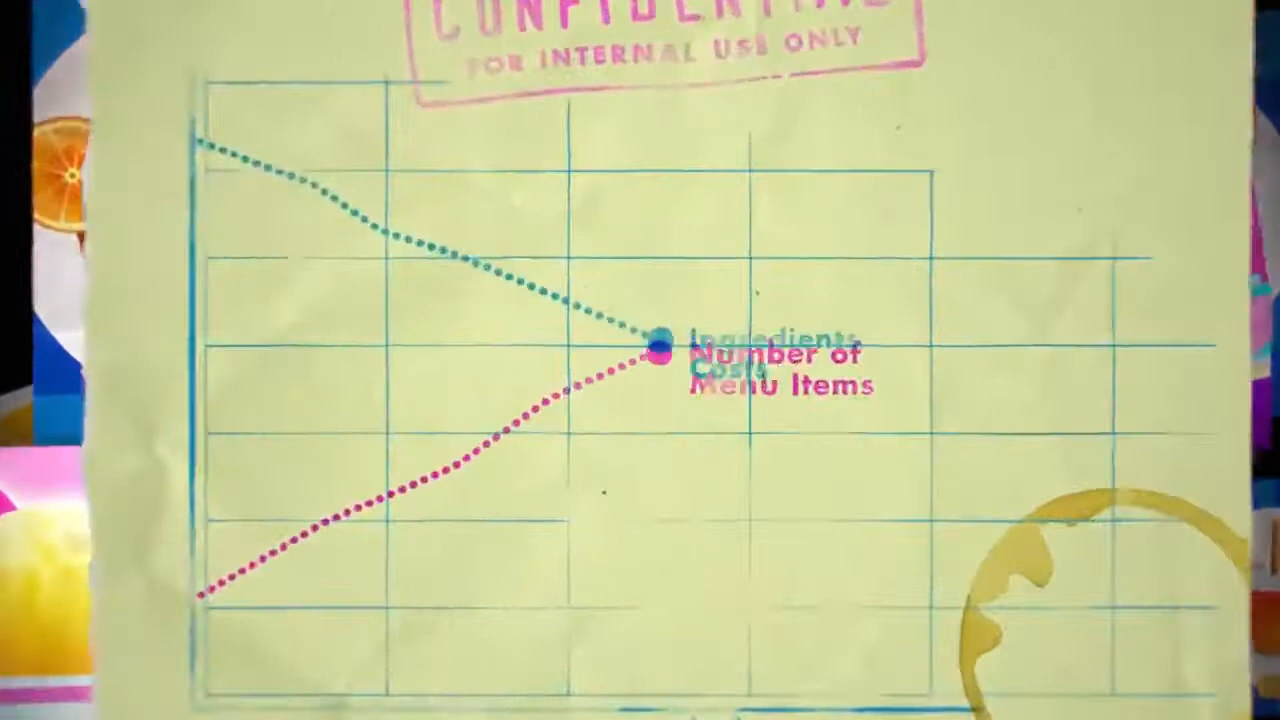 CONFIDENTIAL
FOR INTERNAL USE ONLY
Ingredients
Costs
Number of
Menu Items